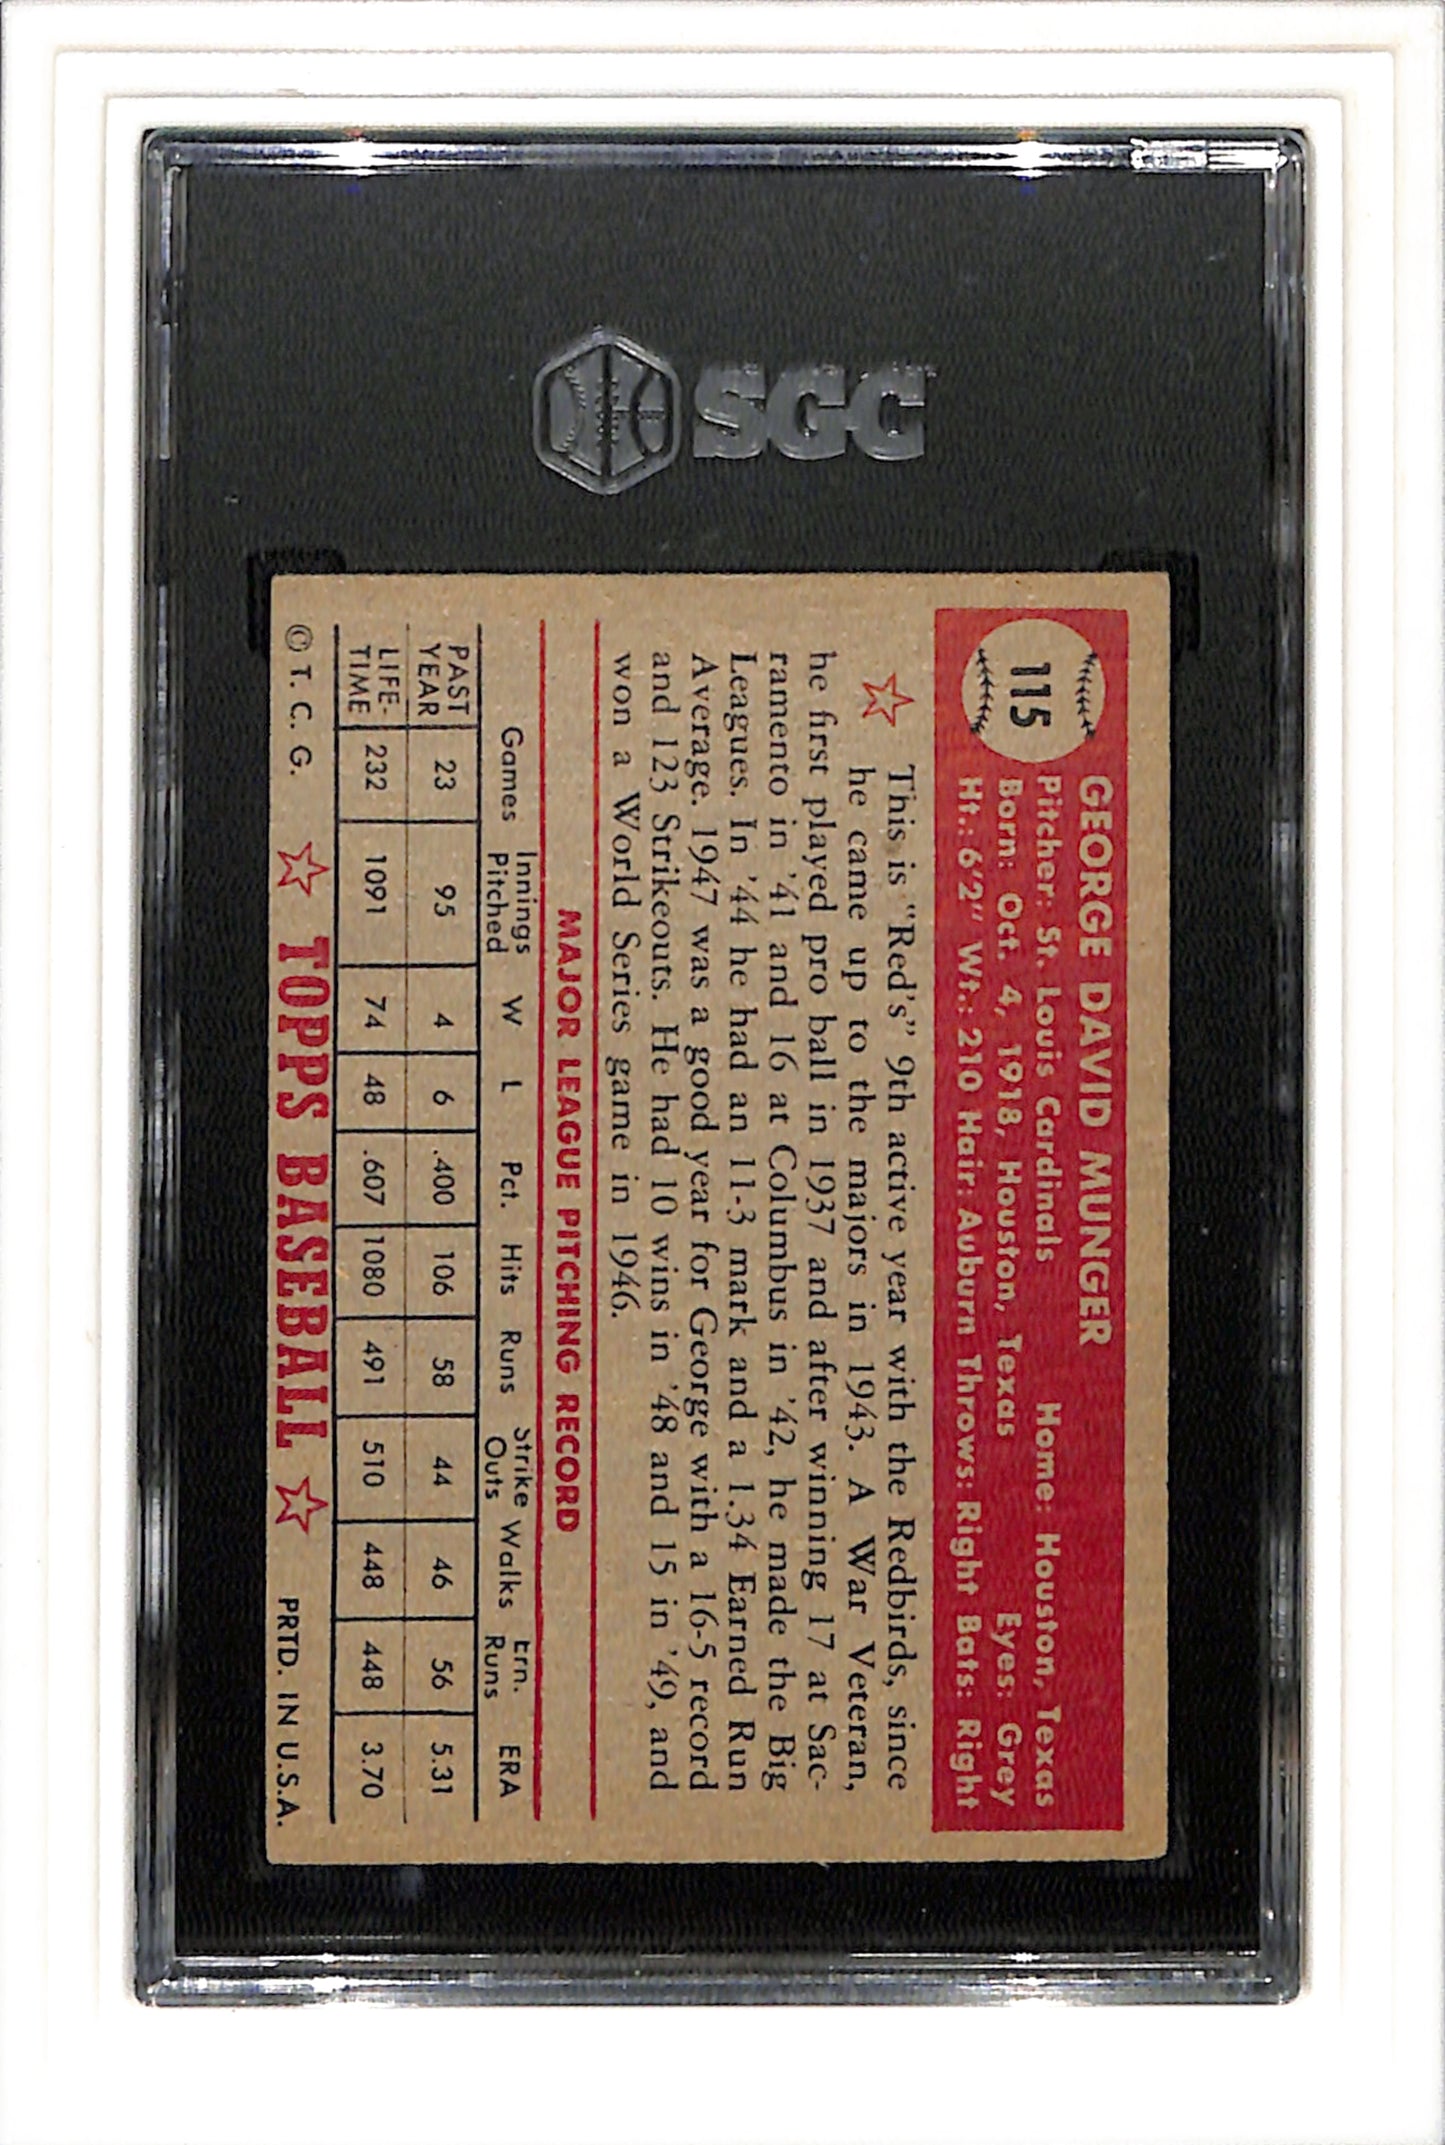 SGC
115
GEORGE DAVID MUNGER
Pitcher: St. Louis Cardinals Home: Houston, Texas
Born: Oct. 4, 1918, Houston, Texas Eyes: Grey
Ht.: 6'2" Wt.: 210 Hair: Auburn Throws: Right Bats: Right
This is "Red's" 9th active year with the Redbirds, since
he came up to the majors in 1943. A War Veteran,
he first played pro ball in 1937 and after winning 17 at Sac-
ramento in '41 and 16 at Columbus in '42, he made the Big
Leagues. In '44 he had an 11-3 mark and a 1.34 Earned Run
Average. 1947 was a good year for George with a 16-5 record
and 123 Strikeouts. He had 10 wins in '48 and 15 in '49, and
won a World Series game in 1946.
MAJOR LEAGUE PITCHING RECORD
Games Innings Pitched W L Pct. Hits Runs Strike Outs Walks Ern. Runs ERA
PAST YEAR 23 95 4 6 .400 106 58 44 46 56 5.31
LIFE-TIME 232 1091 74 48 .607 1080 491 510 448 448 3.70
© T. C. G. TOPPS BASEBALL PRTD. IN U.S.A.